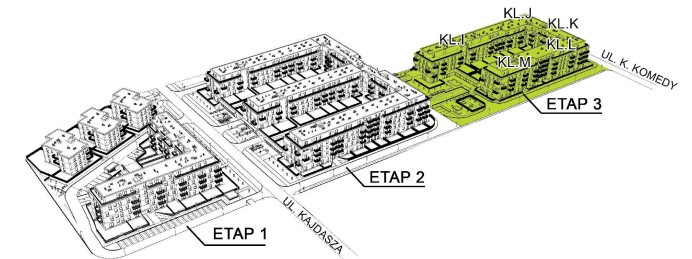 KL.J
KL.K
KL.I
KL.L
KL.M
UL. K. KOMEDY
ETAP 3
ETAP 2
UL. KAJDASZA
ETAP 1